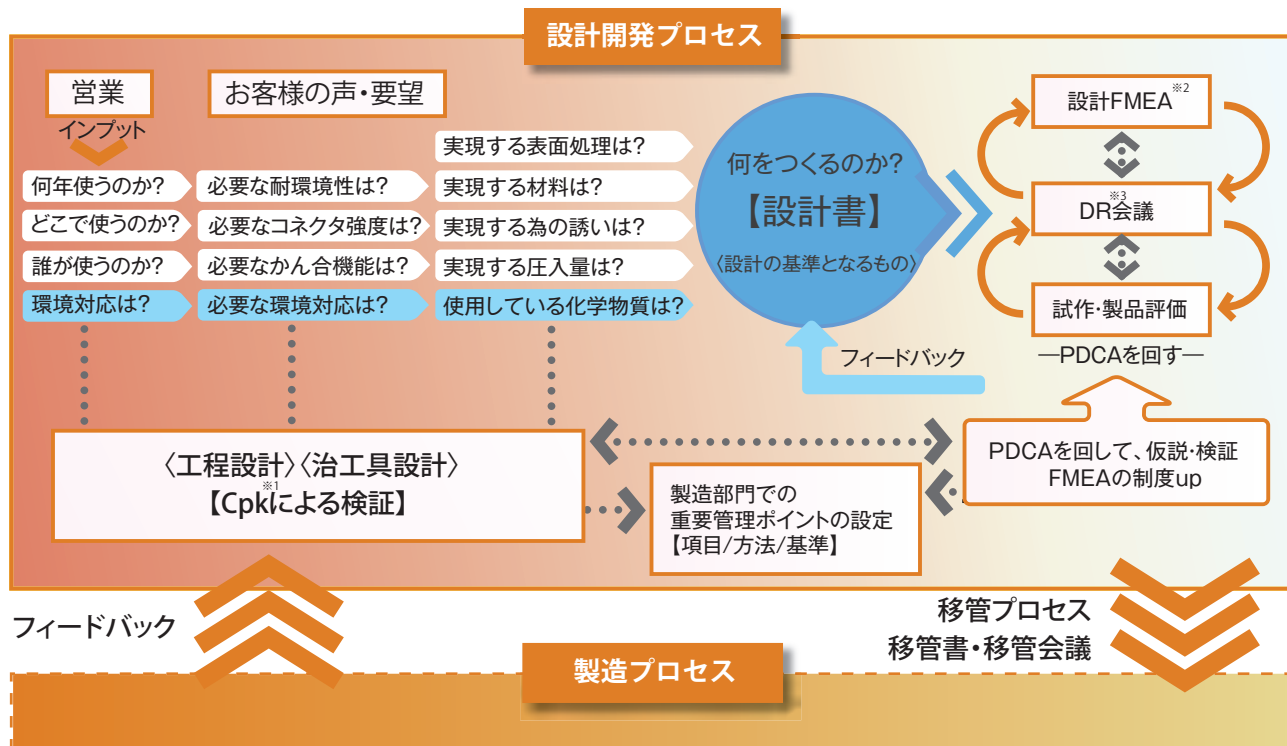 設計開発プロセス
営業
お客様の声・要望
インプット
実現する表面処理は?
何年使うのか?
必要な耐環境性は?
実現する材料は?
どこで使うのか?
必要なコネクタ強度は?
実現する為の誘いは?
誰が使うのか?
必要なかん合機能は?
実現する圧入量は?
環境対応は?
必要な環境対応は?
使用している化学物質は?
何をつくるのか?
【設計書】
〈設計の基準となるもの〉
設計FMEA※2
DR会議※3
試作・製品評価
―PDCAを回す―
フィードバック
PDCAを回して、仮説・検証
FMEAの制度up
〈工程設計〉〈治工具設計〉
【Cpk※1による検証】
製造部門での
重要管理ポイントの設定
【項目/方法/基準】
フィードバック
移管プロセス
移管書・移管会議
製造プロセス